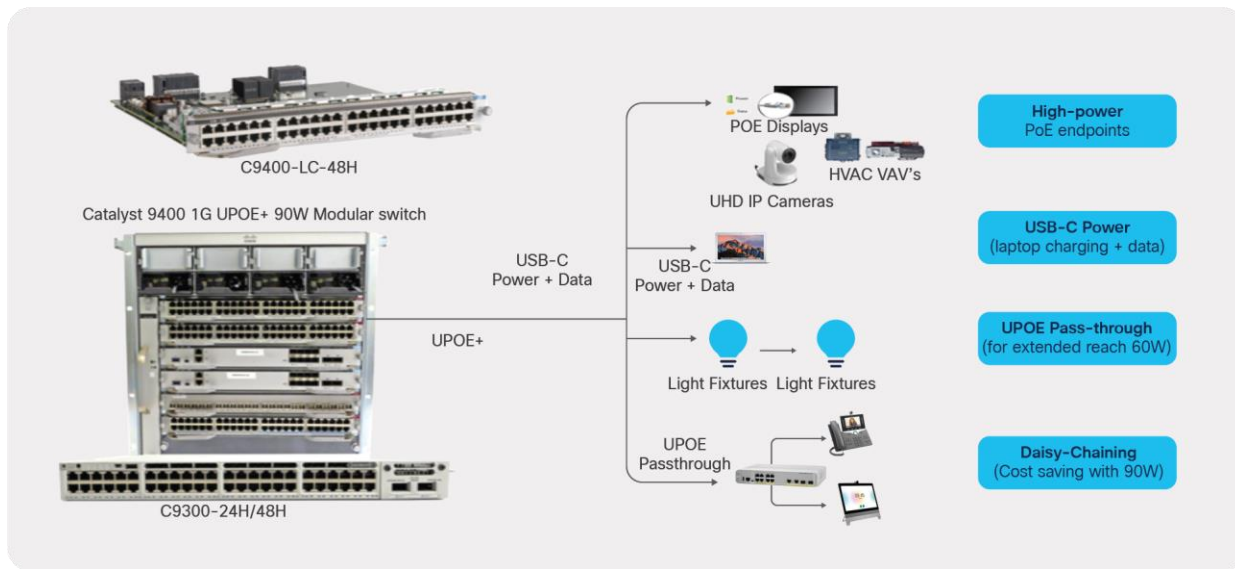 C9400-LC-48H
Catalyst 9400 1G UPOE+ 90W Modular switch
C9300-24H/48H
USB-C
Power + Data
UPOE+
POE Displays
UHD IP Cameras
HVAC VAV's
USB-C
Power + Data
Light Fixtures
Light Fixtures
UPOE
Passthrough
High-power
PoE endpoints
USB-C Power
(laptop charging + data)
UPOE Pass-through
(for extended reach 60W)
Daisy-Chaining
(Cost saving with 90W)